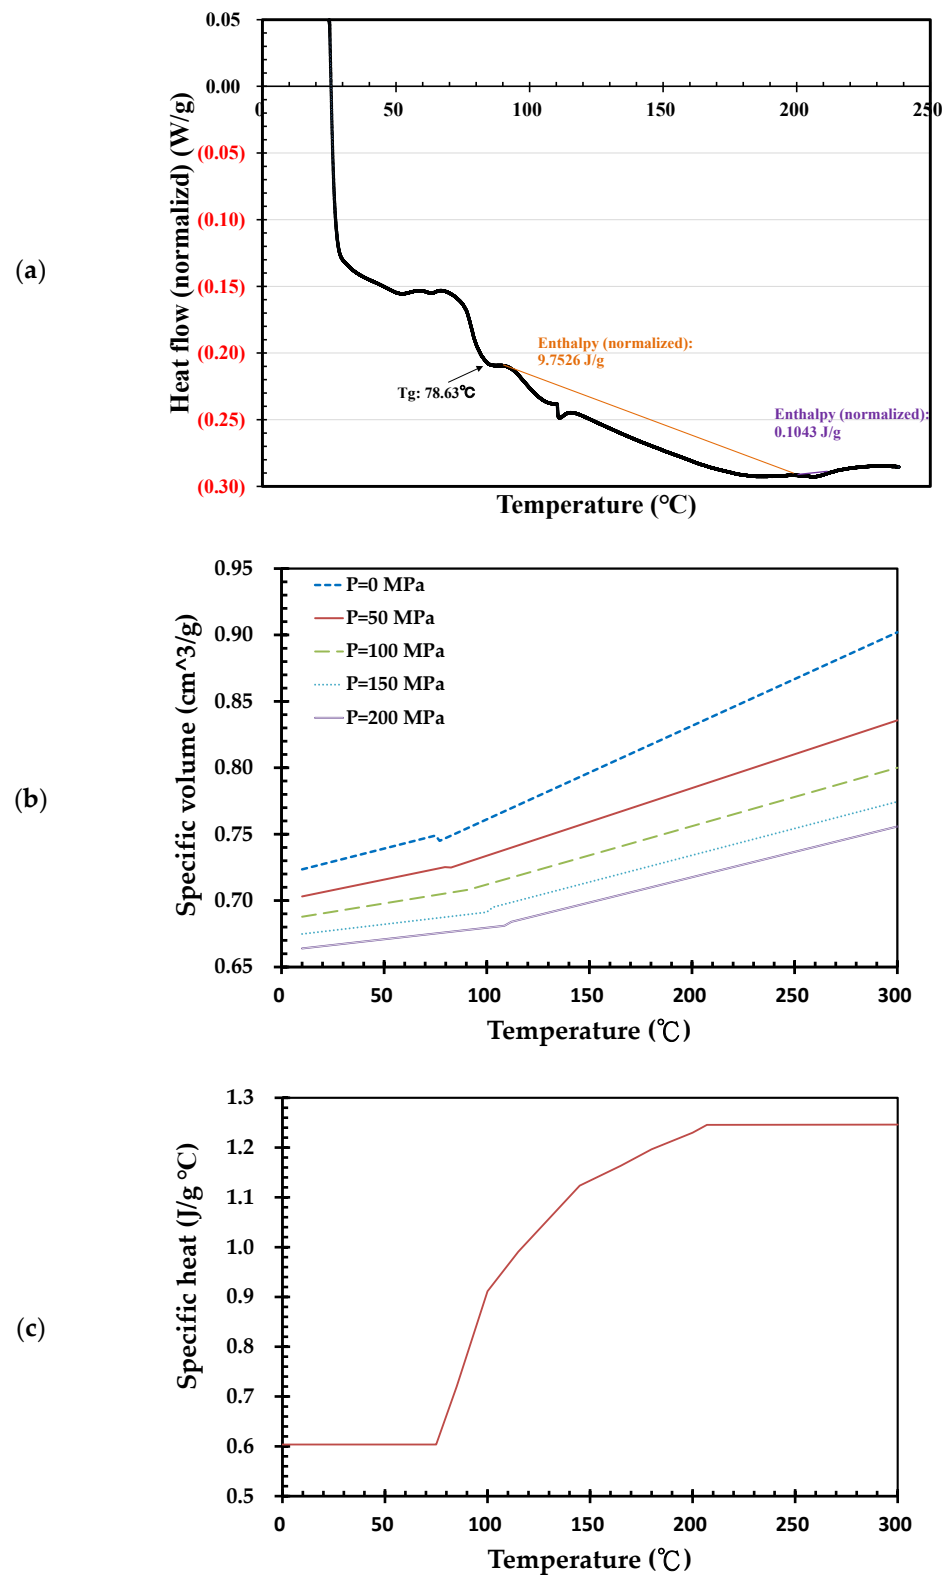 (a)
Heat flow (normalizd) (W/g)
0.05
0.00
(0.05)
(0.10)
(0.15)
(0.20)
(0.25)
(0.30)
0 50 100 150 200 250
Enthalpy (normalized):
9.7526 J/g
Tg: 78.63℃
Enthalpy (normalized):
0.1043 J/g
Temperature (℃)
(b)
Specific volume (cm^3/g)
0.95
0.90
0.85
0.80
0.75
0.70
0.65
P=0 MPa
P=50 MPa
P=100 MPa
P=150 MPa
P=200 MPa
0 50 100 150 200 250 300
Temperature (℃)
(c)
Specific heat (J/g °C)
1.3
1.2
1.1
1.0
0.9
0.8
0.7
0.6
0.5
0 50 100 150 200 250 300
Temperature (℃)